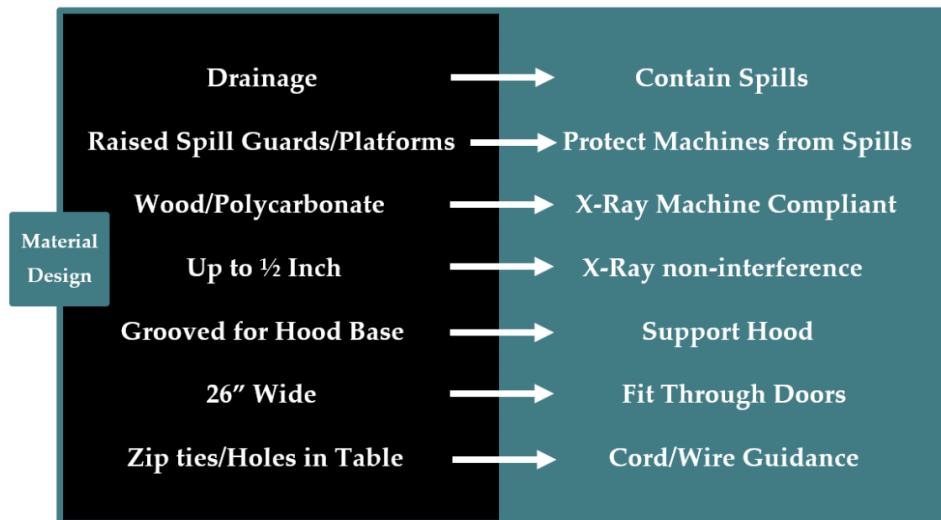 Drainage
Contain Spills
Raised Spill Guards/Platforms
Protect Machines from Spills
Wood/Polycarbonate
X-Ray Machine Compliant
Material
Design
Up to ½ Inch
X-Ray non-interference
Grooved for Hood Base
Support Hood
26” Wide
Fit Through Doors
Zip ties/Holes in Table
Cord/Wire Guidance